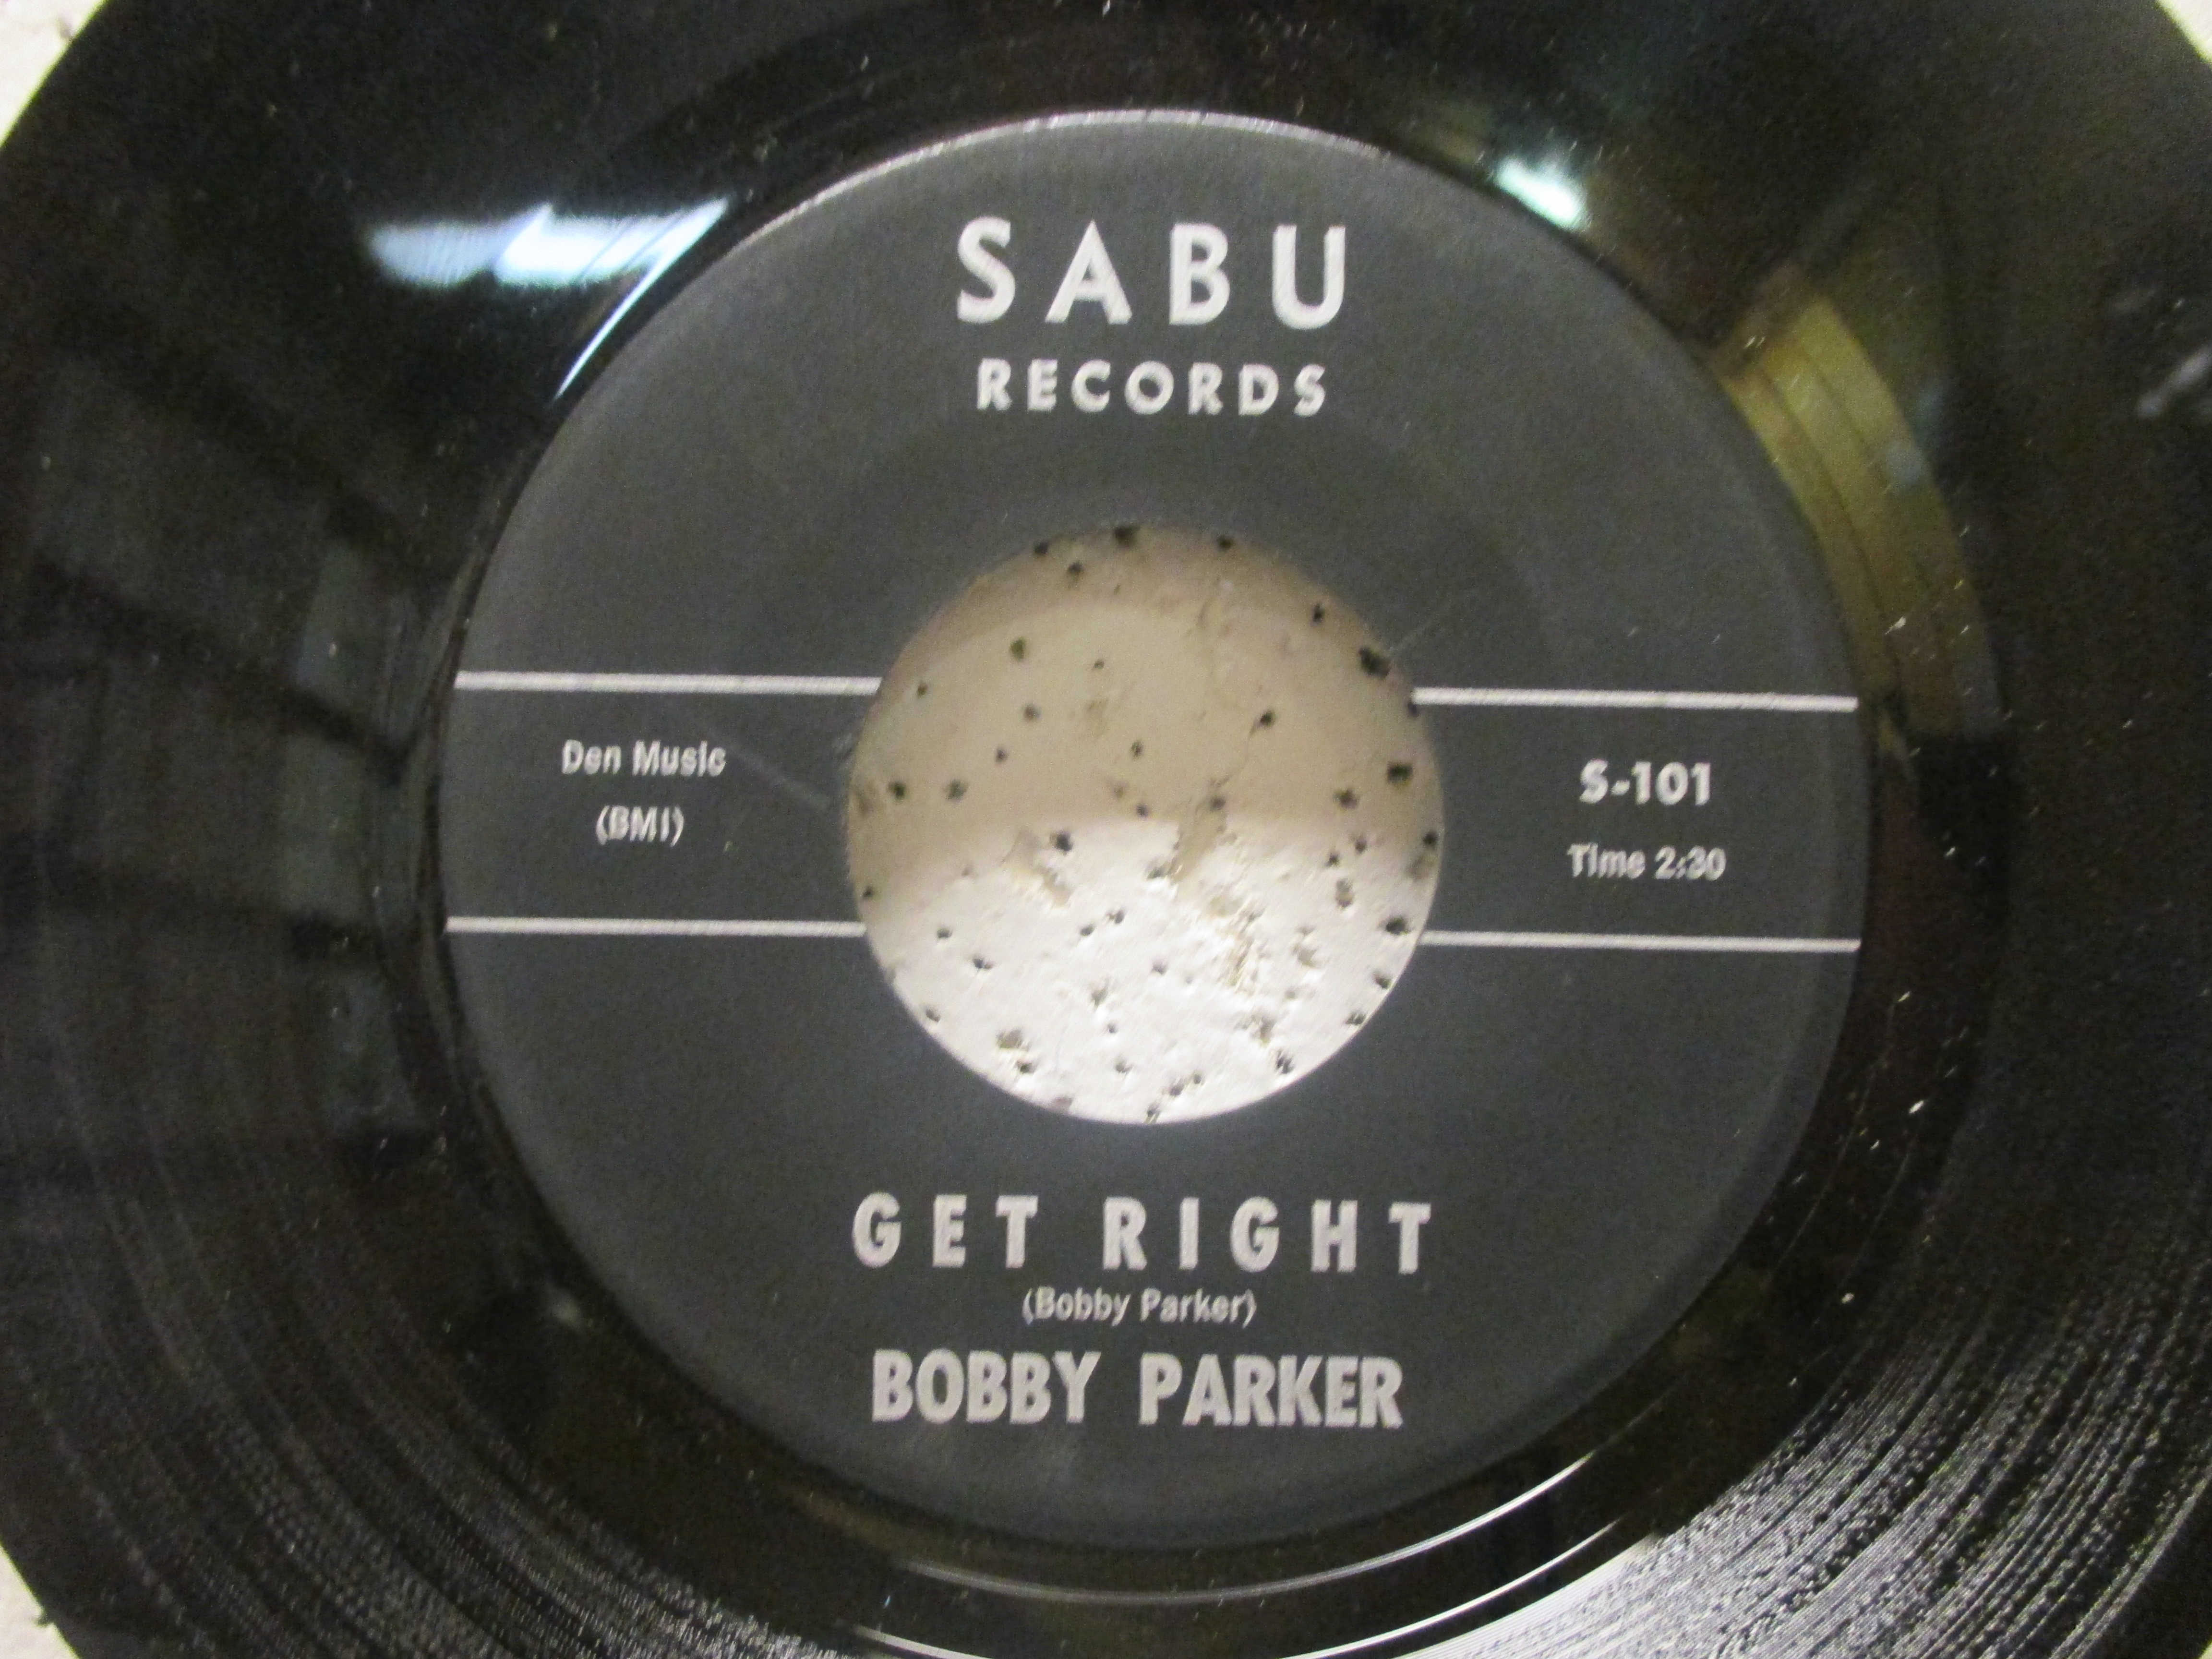 SABU
RECORDS
Den Music
(BMI)
S-101
Time 2:30
GET RIGHT
(Bobby Parker)
BOBBY PARKER